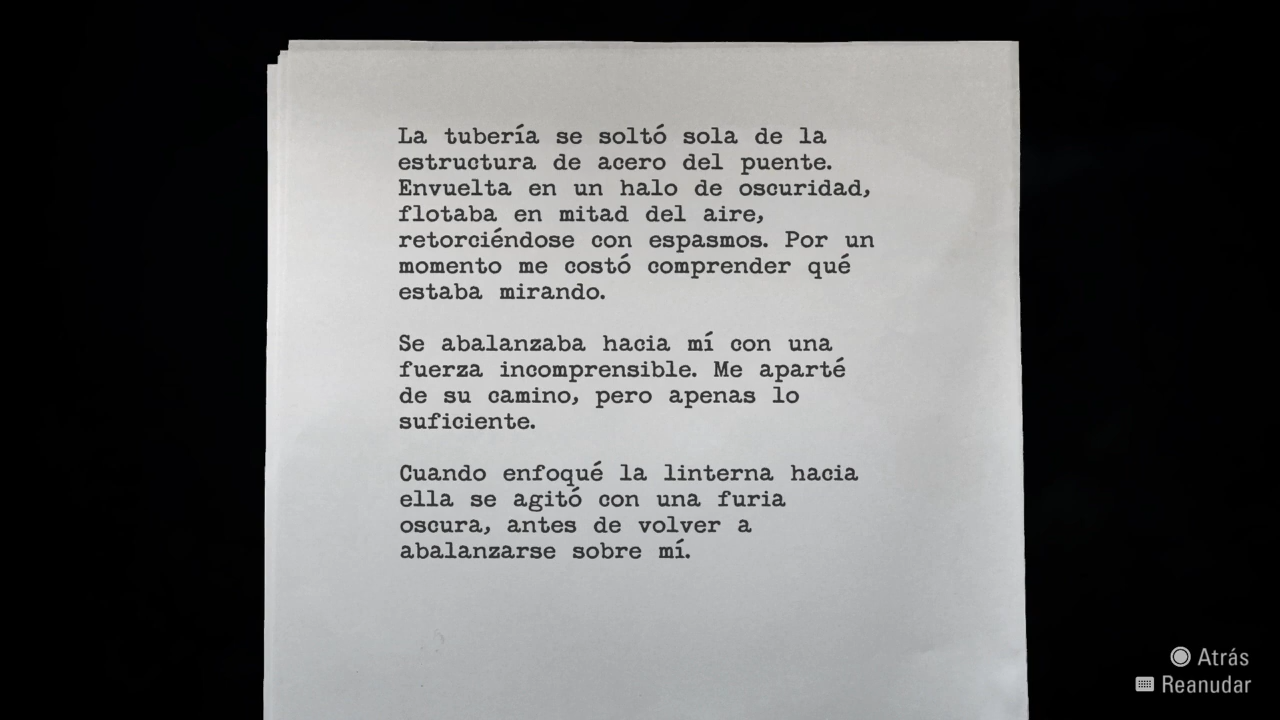 La tubería se soltó sola de la
estructura de acero del puente.
Envuelta en un halo de oscuridad,
flotaba en mitad del aire,
retorciéndose con espasmos. Por un
momento me costó comprender qué
estaba mirando.
Se abalanzaba hacia mí con una
fuerza incomprensible. Me aparté
de su camino, pero apenas lo
suficiente.
Cuando enfoqué la linterna hacia
ella se agitó con una furia
oscura, antes de volver a
abalanzarse sobre mí.
Atrás
Reanudar